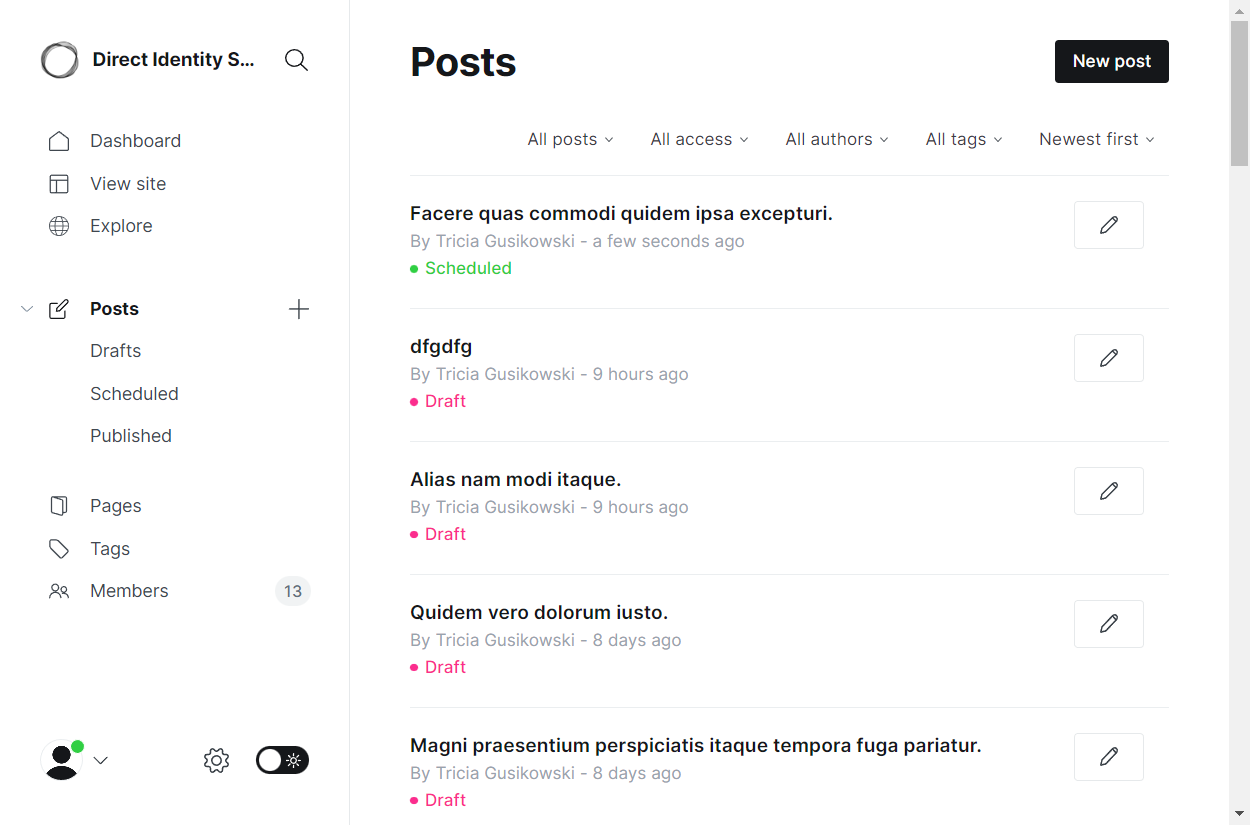 Direct Identity S...
Dashboard
View site
Explore
Posts
Drafts
Scheduled
Published
Pages
Tags
Members 13
Posts
New post
All posts All access All authors All tags Newest first
Facere quas commodi quidem ipsa excepturi.
By Tricia Gusikowski - a few seconds ago
Scheduled
dfgdfg
By Tricia Gusikowski - 9 hours ago
Draft
Alias nam modi itaque.
By Tricia Gusikowski - 9 hours ago
Draft
Quidem vero dolorum iusto.
By Tricia Gusikowski - 8 days ago
Draft
Magni praesentium perspiciatis itaque tempora fuga pariatur.
By Tricia Gusikowski - 8 days ago
Draft